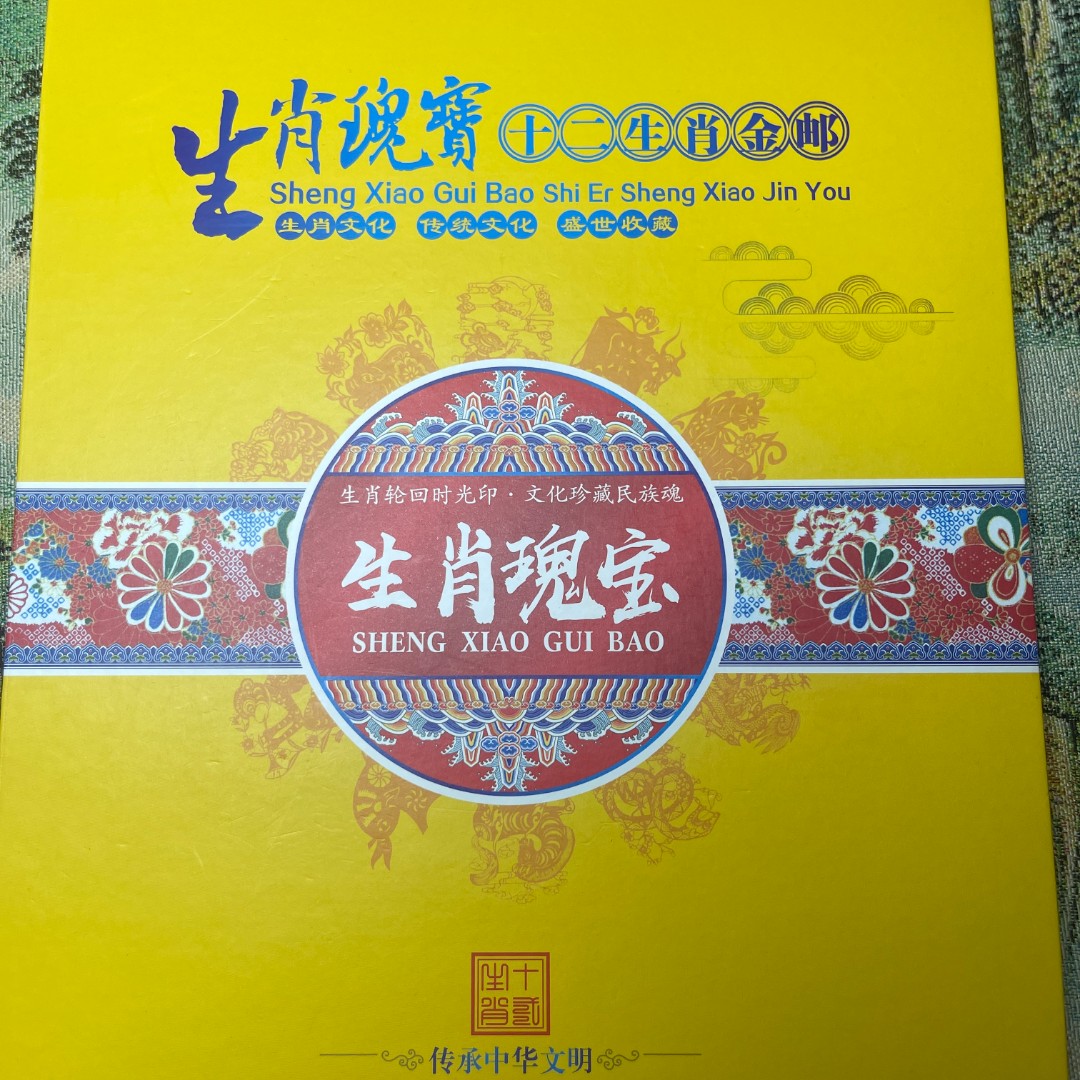 生肖瑰寶 十二生肖金邮
Sheng Xiao Gui Bao Shi Er Sheng Xiao Jin You
生肖文化 传统文化 盛世收藏
生肖轮回时光印·文化珍藏民族魂
生肖瑰宝
SHENG XIAO GUI BAO
十贰生肖
传承中华文明